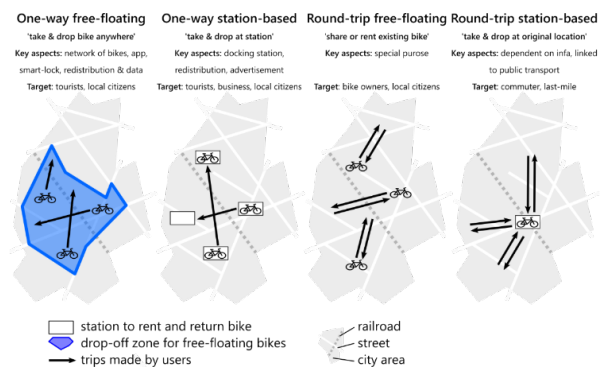 One-way free-floating
'take & drop bike anywhere'
Key aspects: network of bikes, app,
smart-lock, redistribution & data
Target: tourists, local citizens
One-way station-based
'take & drop at station'
Key aspects: docking station,
redistribution, advertisement
Target: tourists, business, local citizens
Round-trip free-floating
'share or rent existing bike'
Key aspects: special purose
Target: bike owners, local citizens
Round-trip station-based
'take & drop at original location'
Key aspects: dependent on infa, linked
to public transport
Target: commuter, last-mile
station to rent and return bike
drop-off zone for free-floating bikes
trips made by users
railroad
street
city area